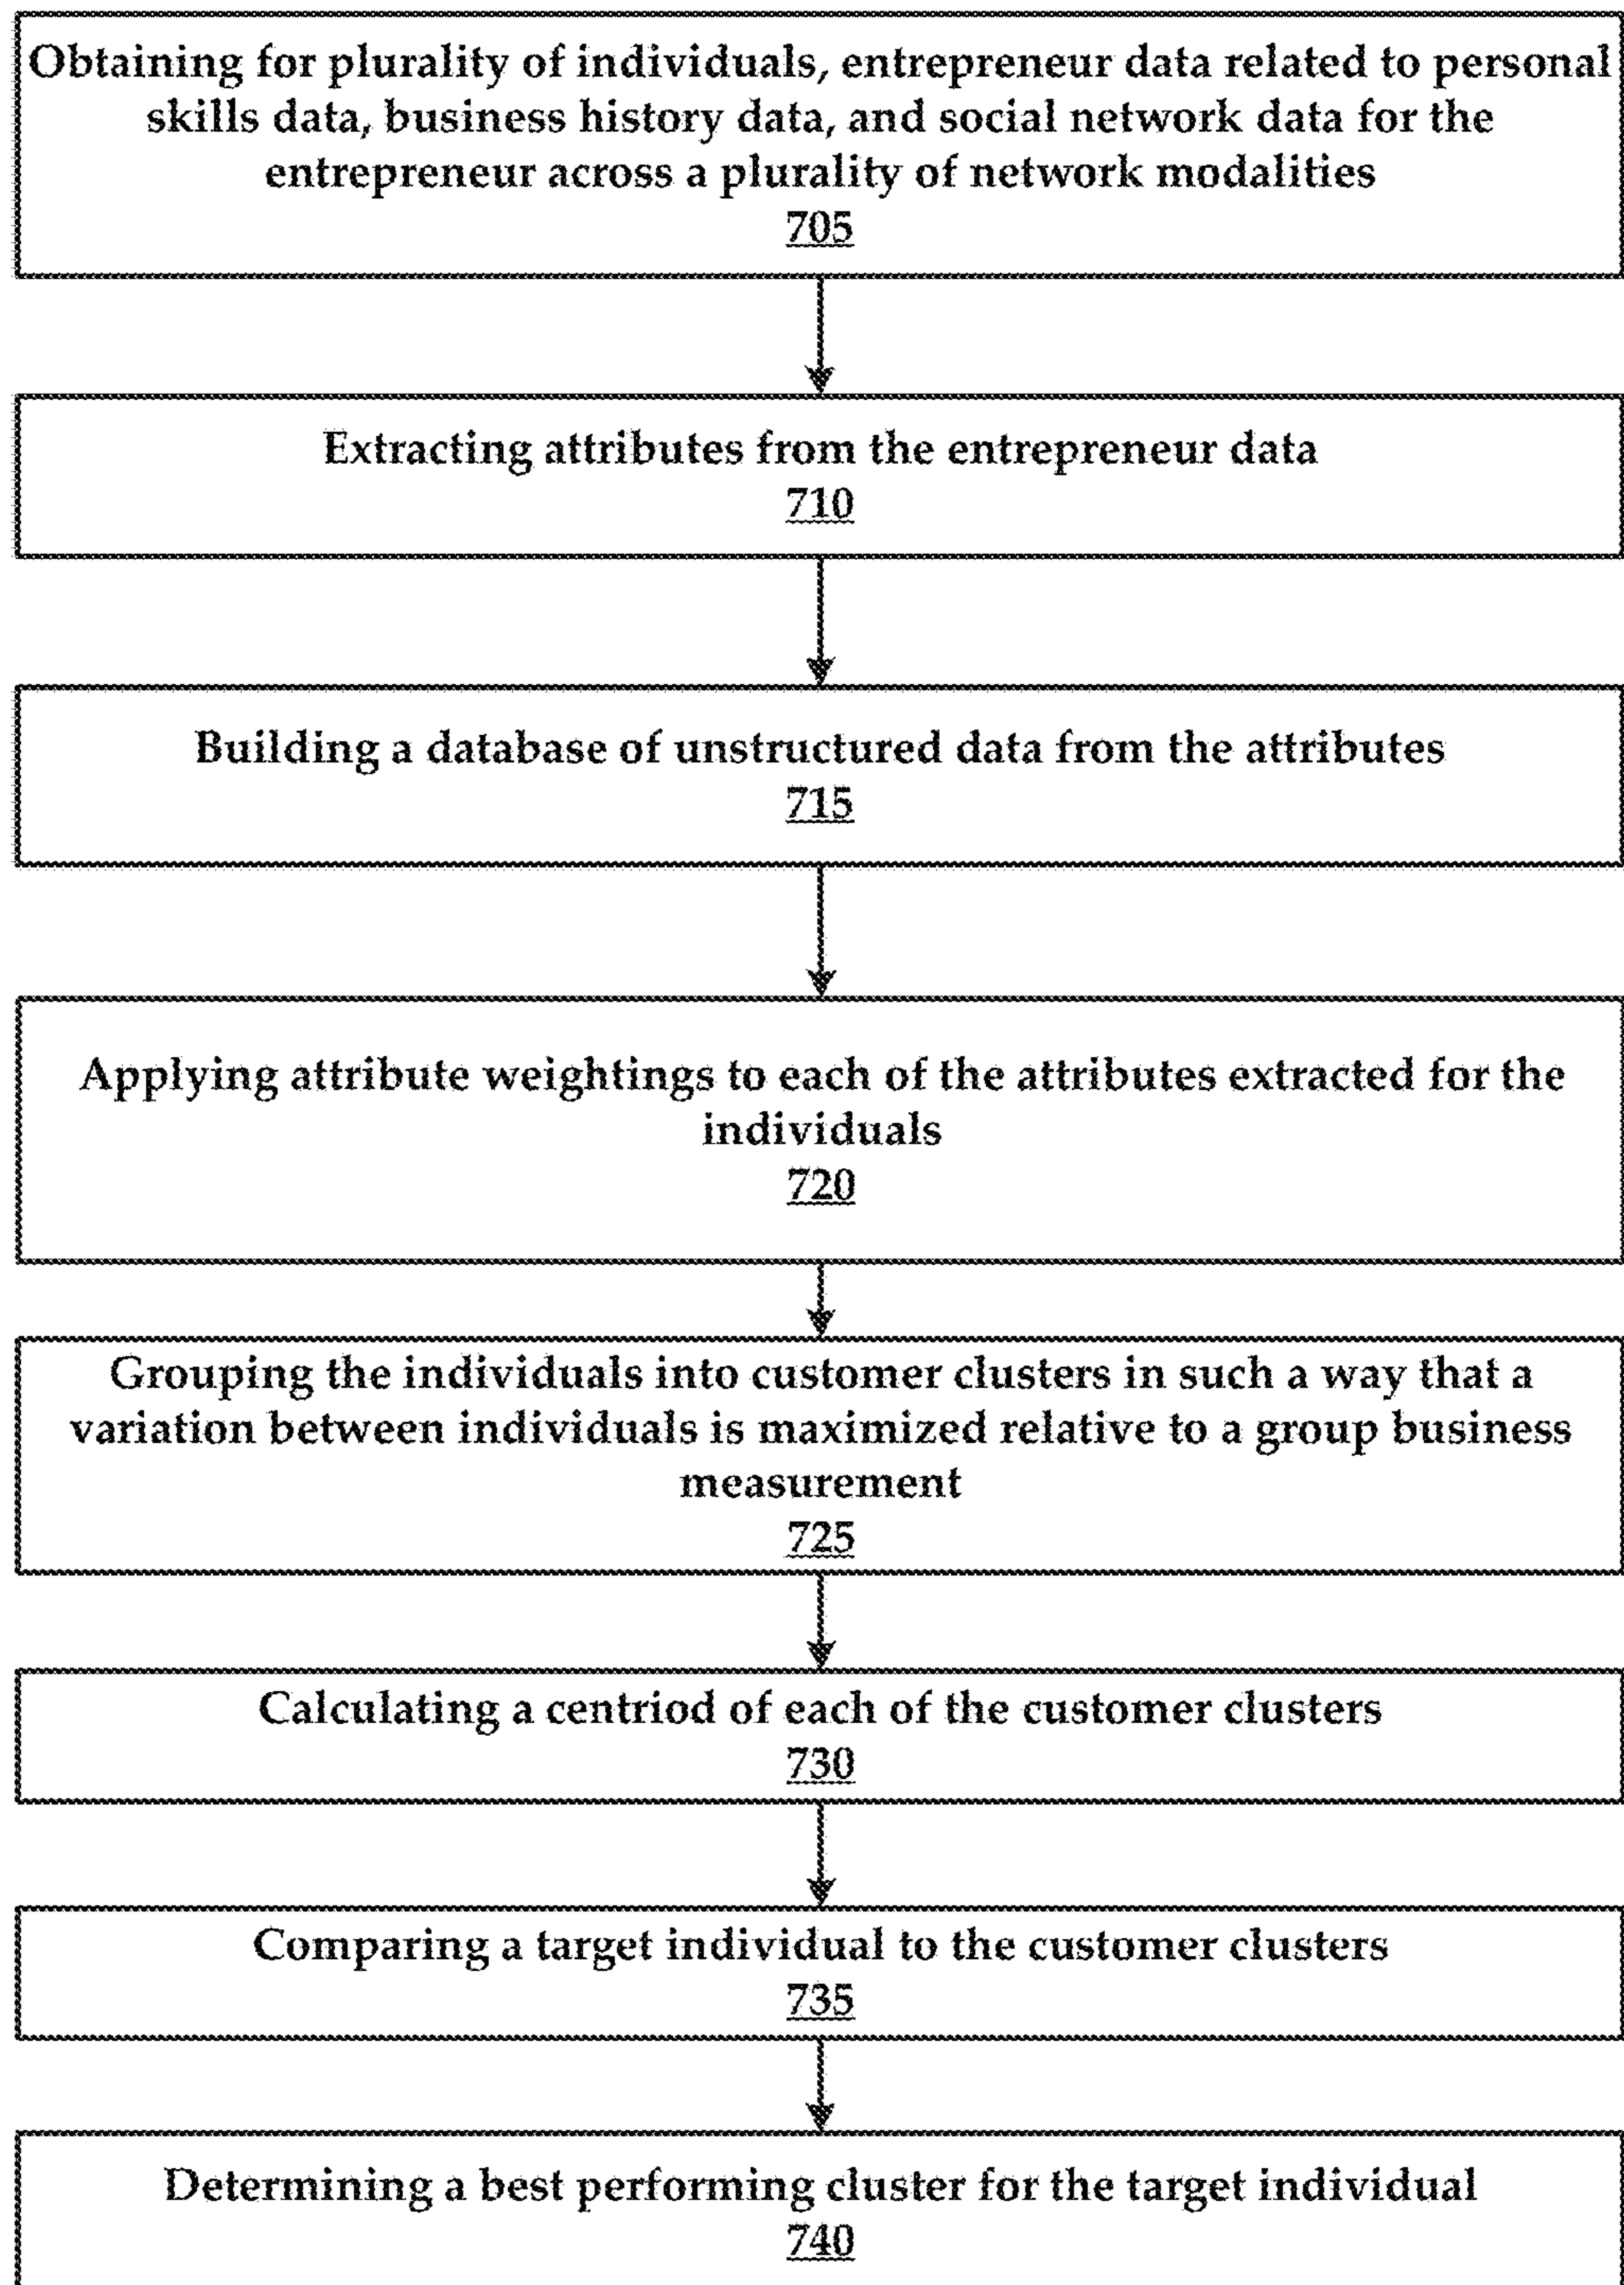 Obtaining for plurality of individuals, entrepreneur data related to personal
skills data, business history data, and social network data for the
entrepreneur across a plurality of network modalities
705
Extracting attributes from the entrepreneur data
710
Building a database of unstructured data from the attributes
715
Applying attribute weightings to each of the attributes extracted for the
individuals
720
Grouping the individuals into customer clusters in such a way that a
variation between individuals is maximized relative to a group business
measurement
725
Calculating a centriod of each of the customer clusters
730
Comparing a target individual to the customer clusters
735
Determining a best performing cluster for the target individual
740